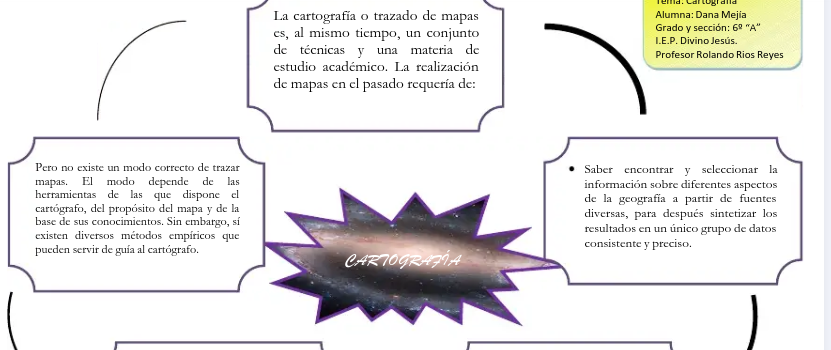 Tema: Cartografía
Alumna: Dana Mejía
Grado y sección: 6º “A”
I.E.P. Divino Jesús.
Profesor Rolando Rios Reyes
La cartografía o trazado de mapas
es, al mismo tiempo, un conjunto
de técnicas y una materia de
estudio académico. La realización
de mapas en el pasado requería de:
Pero no existe un modo correcto de trazar
mapas. El modo depende de las
herramientas de las que dispone el
cartógrafo, del propósito del mapa y de la
base de sus conocimientos. Sin embargo, sí
existen diversos métodos empíricos que
pueden servir de guía al cartógrafo.
• Saber encontrar y seleccionar la
información sobre diferentes aspectos
de la geografía a partir de fuentes
diversas, para después sintetizar los
resultados en un único grupo de datos
consistente y preciso.
CARTOGRAFÍA